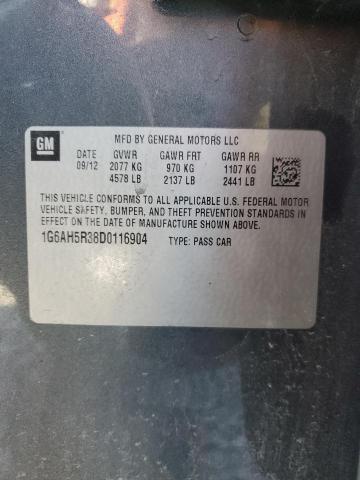 GM
MFD BY GENERAL MOTORS LLC
DATE GVWR GAWR FRT GAWR RR
09/12 2077 KG 970 KG 1107 KG
4578 LB 2137 LB 2441 LB
THIS VEHICLE CONFORMS TO ALL APPLICABLE U.S. FEDERAL MOTOR
VEHICLE SAFETY, BUMPER, AND THEFT PREVENTION STANDARDS IN
EFFECT ON THE DATE OF MANUFACTURE SHOWN ABOVE.
1G6AH5R38D0116904 TYPE: PASS CAR